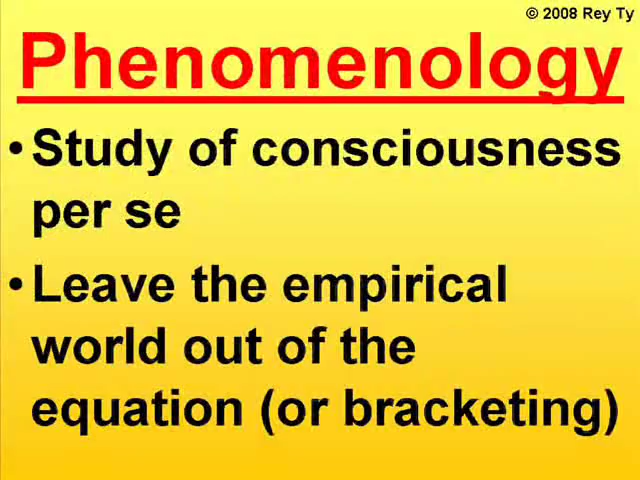 © 2008 Rey Ty
Phenomenology
• Study of consciousness
per se
• Leave the empirical
world out of the
equation (or bracketing)